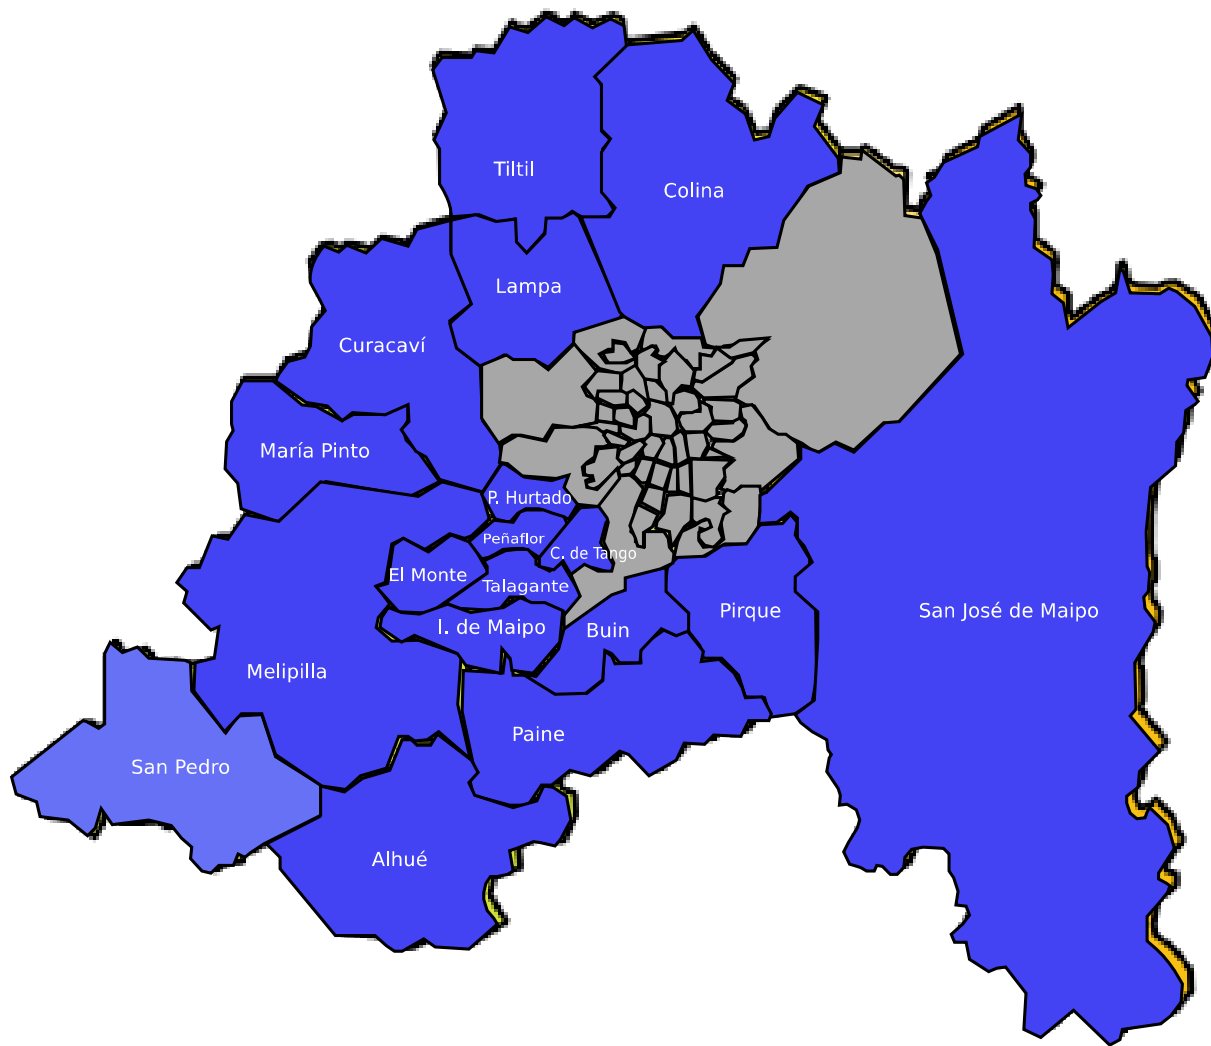 Tiltil
Colina
Lampa
Curacaví
María Pinto
P. Hurtado
Peñaflor
C. de Tango
El Monte
Talagante
Pirque
San José de Maipo
I. de Maipo
Buin
Melipilla
Paine
San Pedro
Alhué